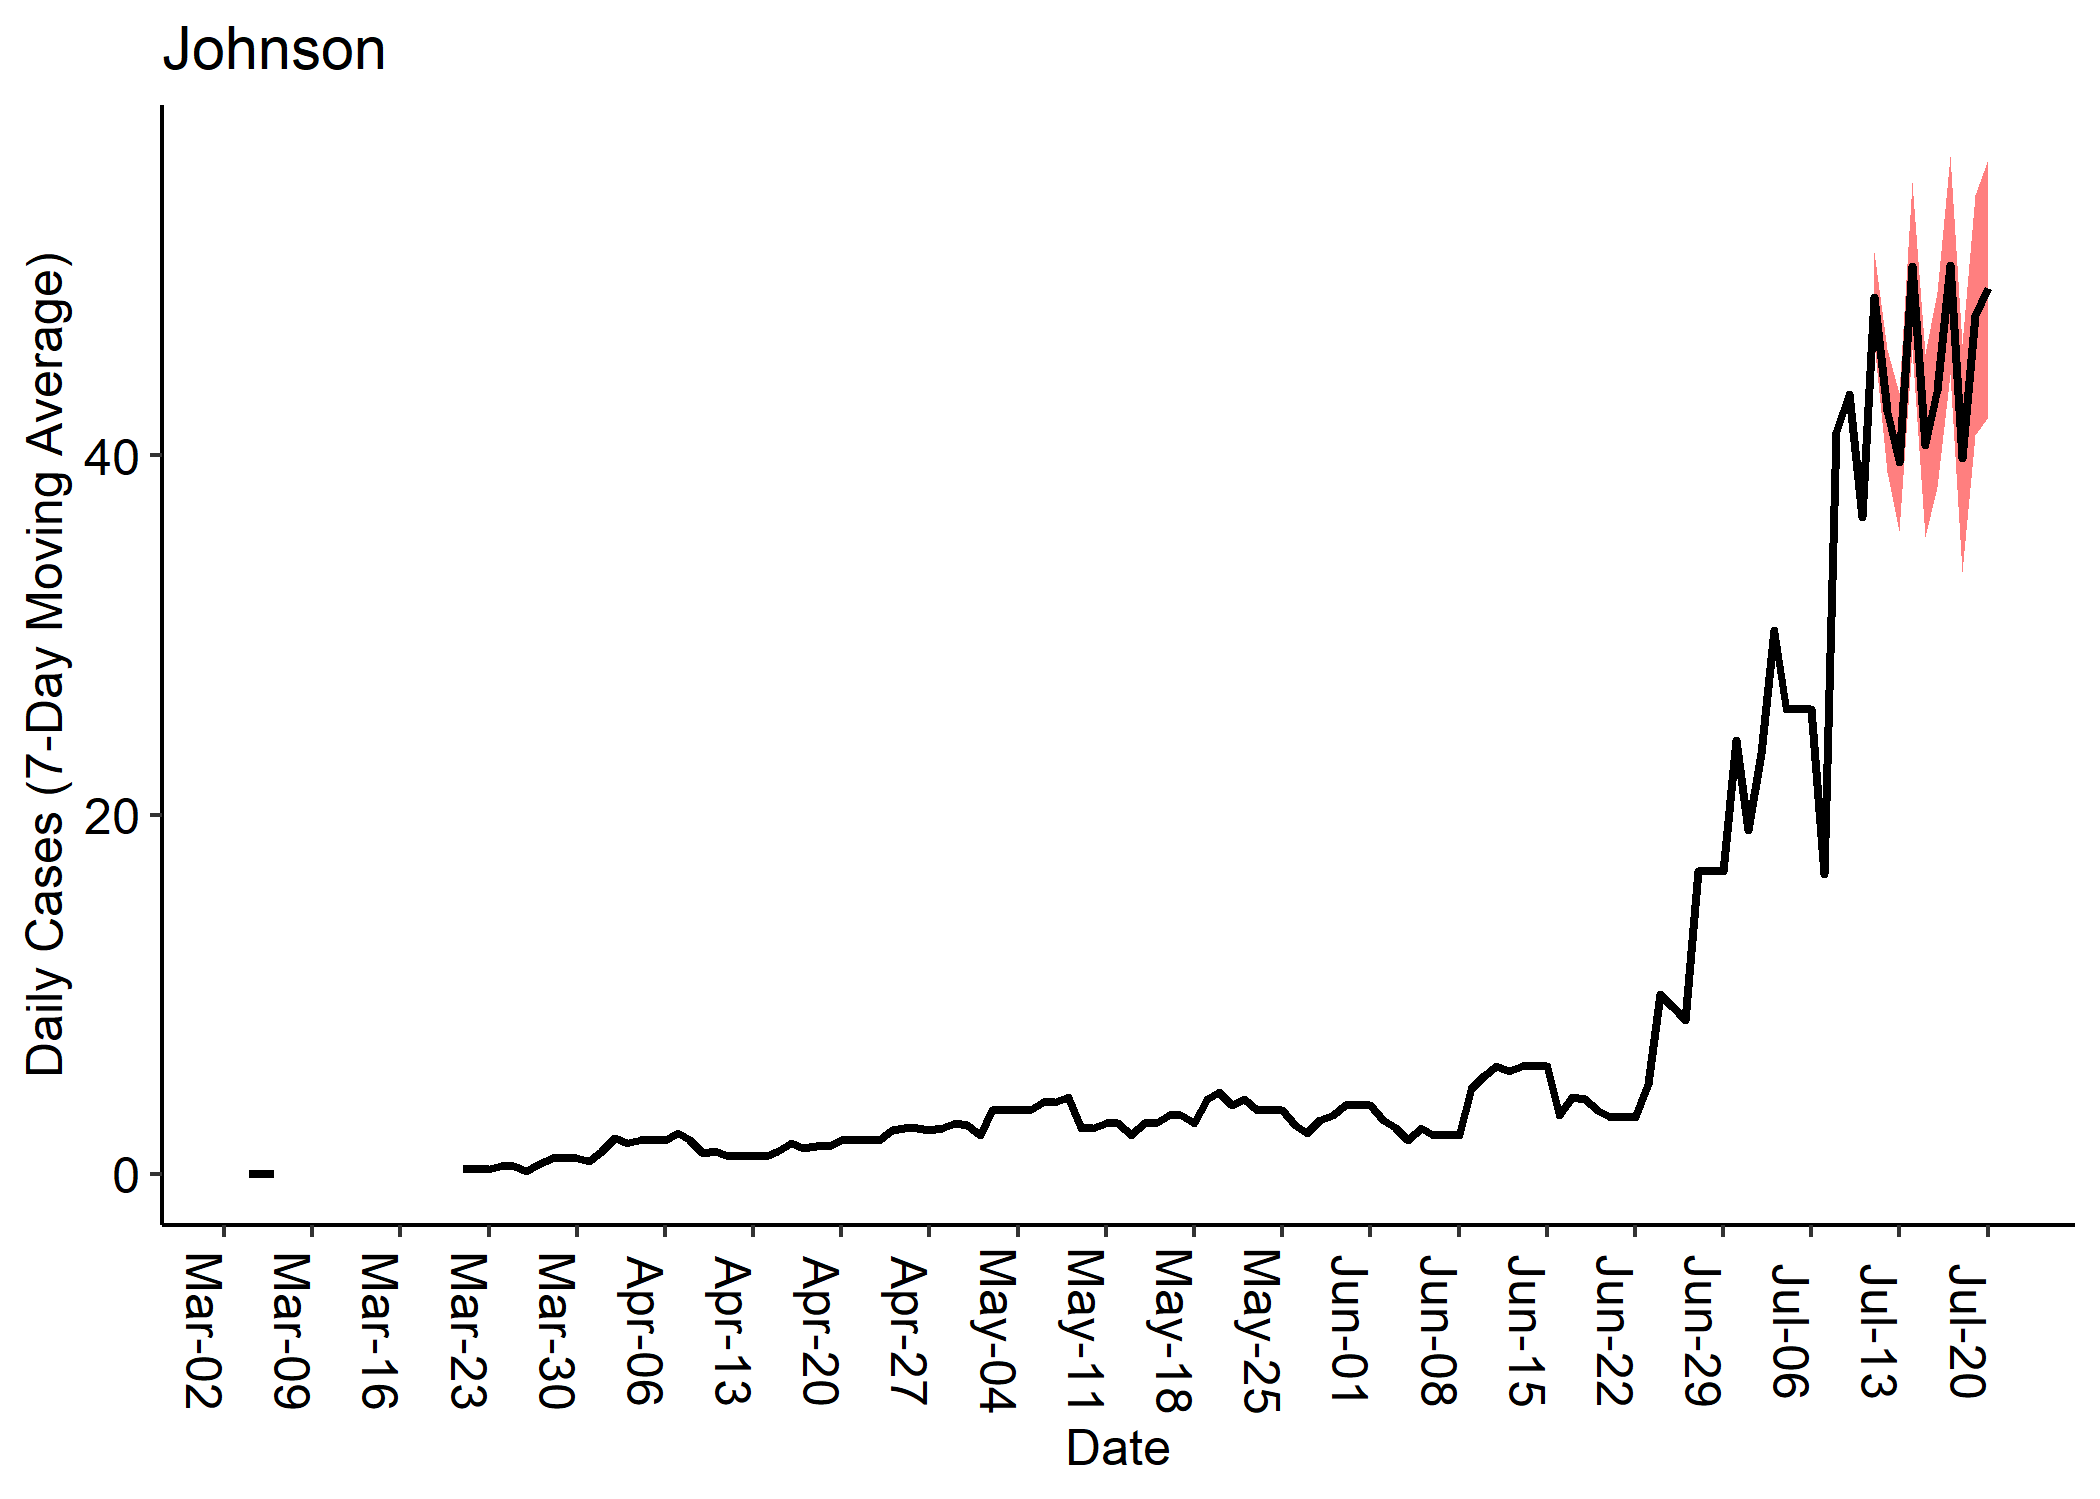 Johnson
Daily Cases (7-Day Moving Average)
40
20
0
Mar-02
Mar-09
Mar-16
Mar-23
Mar-30
Apr-06
Apr-13
Apr-20
Apr-27
May-04
May-11
May-18
May-25
Jun-01
Jun-08
Jun-15
Jun-22
Jun-29
Jul-06
Jul-13
Jul-20
Date